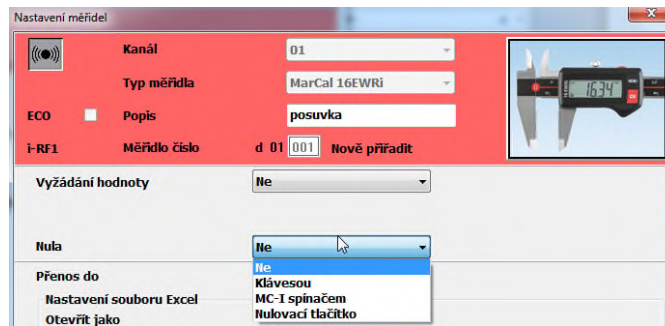 Nastavení měřidel
Kanál 01
Typ měřidla MarCal 16EWRi
ECO Popis posuvka
i-RF1 Měřidlo číslo d 01 001 Nově přiřadit
Vyžádání hodnoty Ne
Nula Ne
Ne
Klávesou
MC-I spínačem
Nulovací tlačítko
Přenos do
Nastavení souboru Excel
Otevřít jako